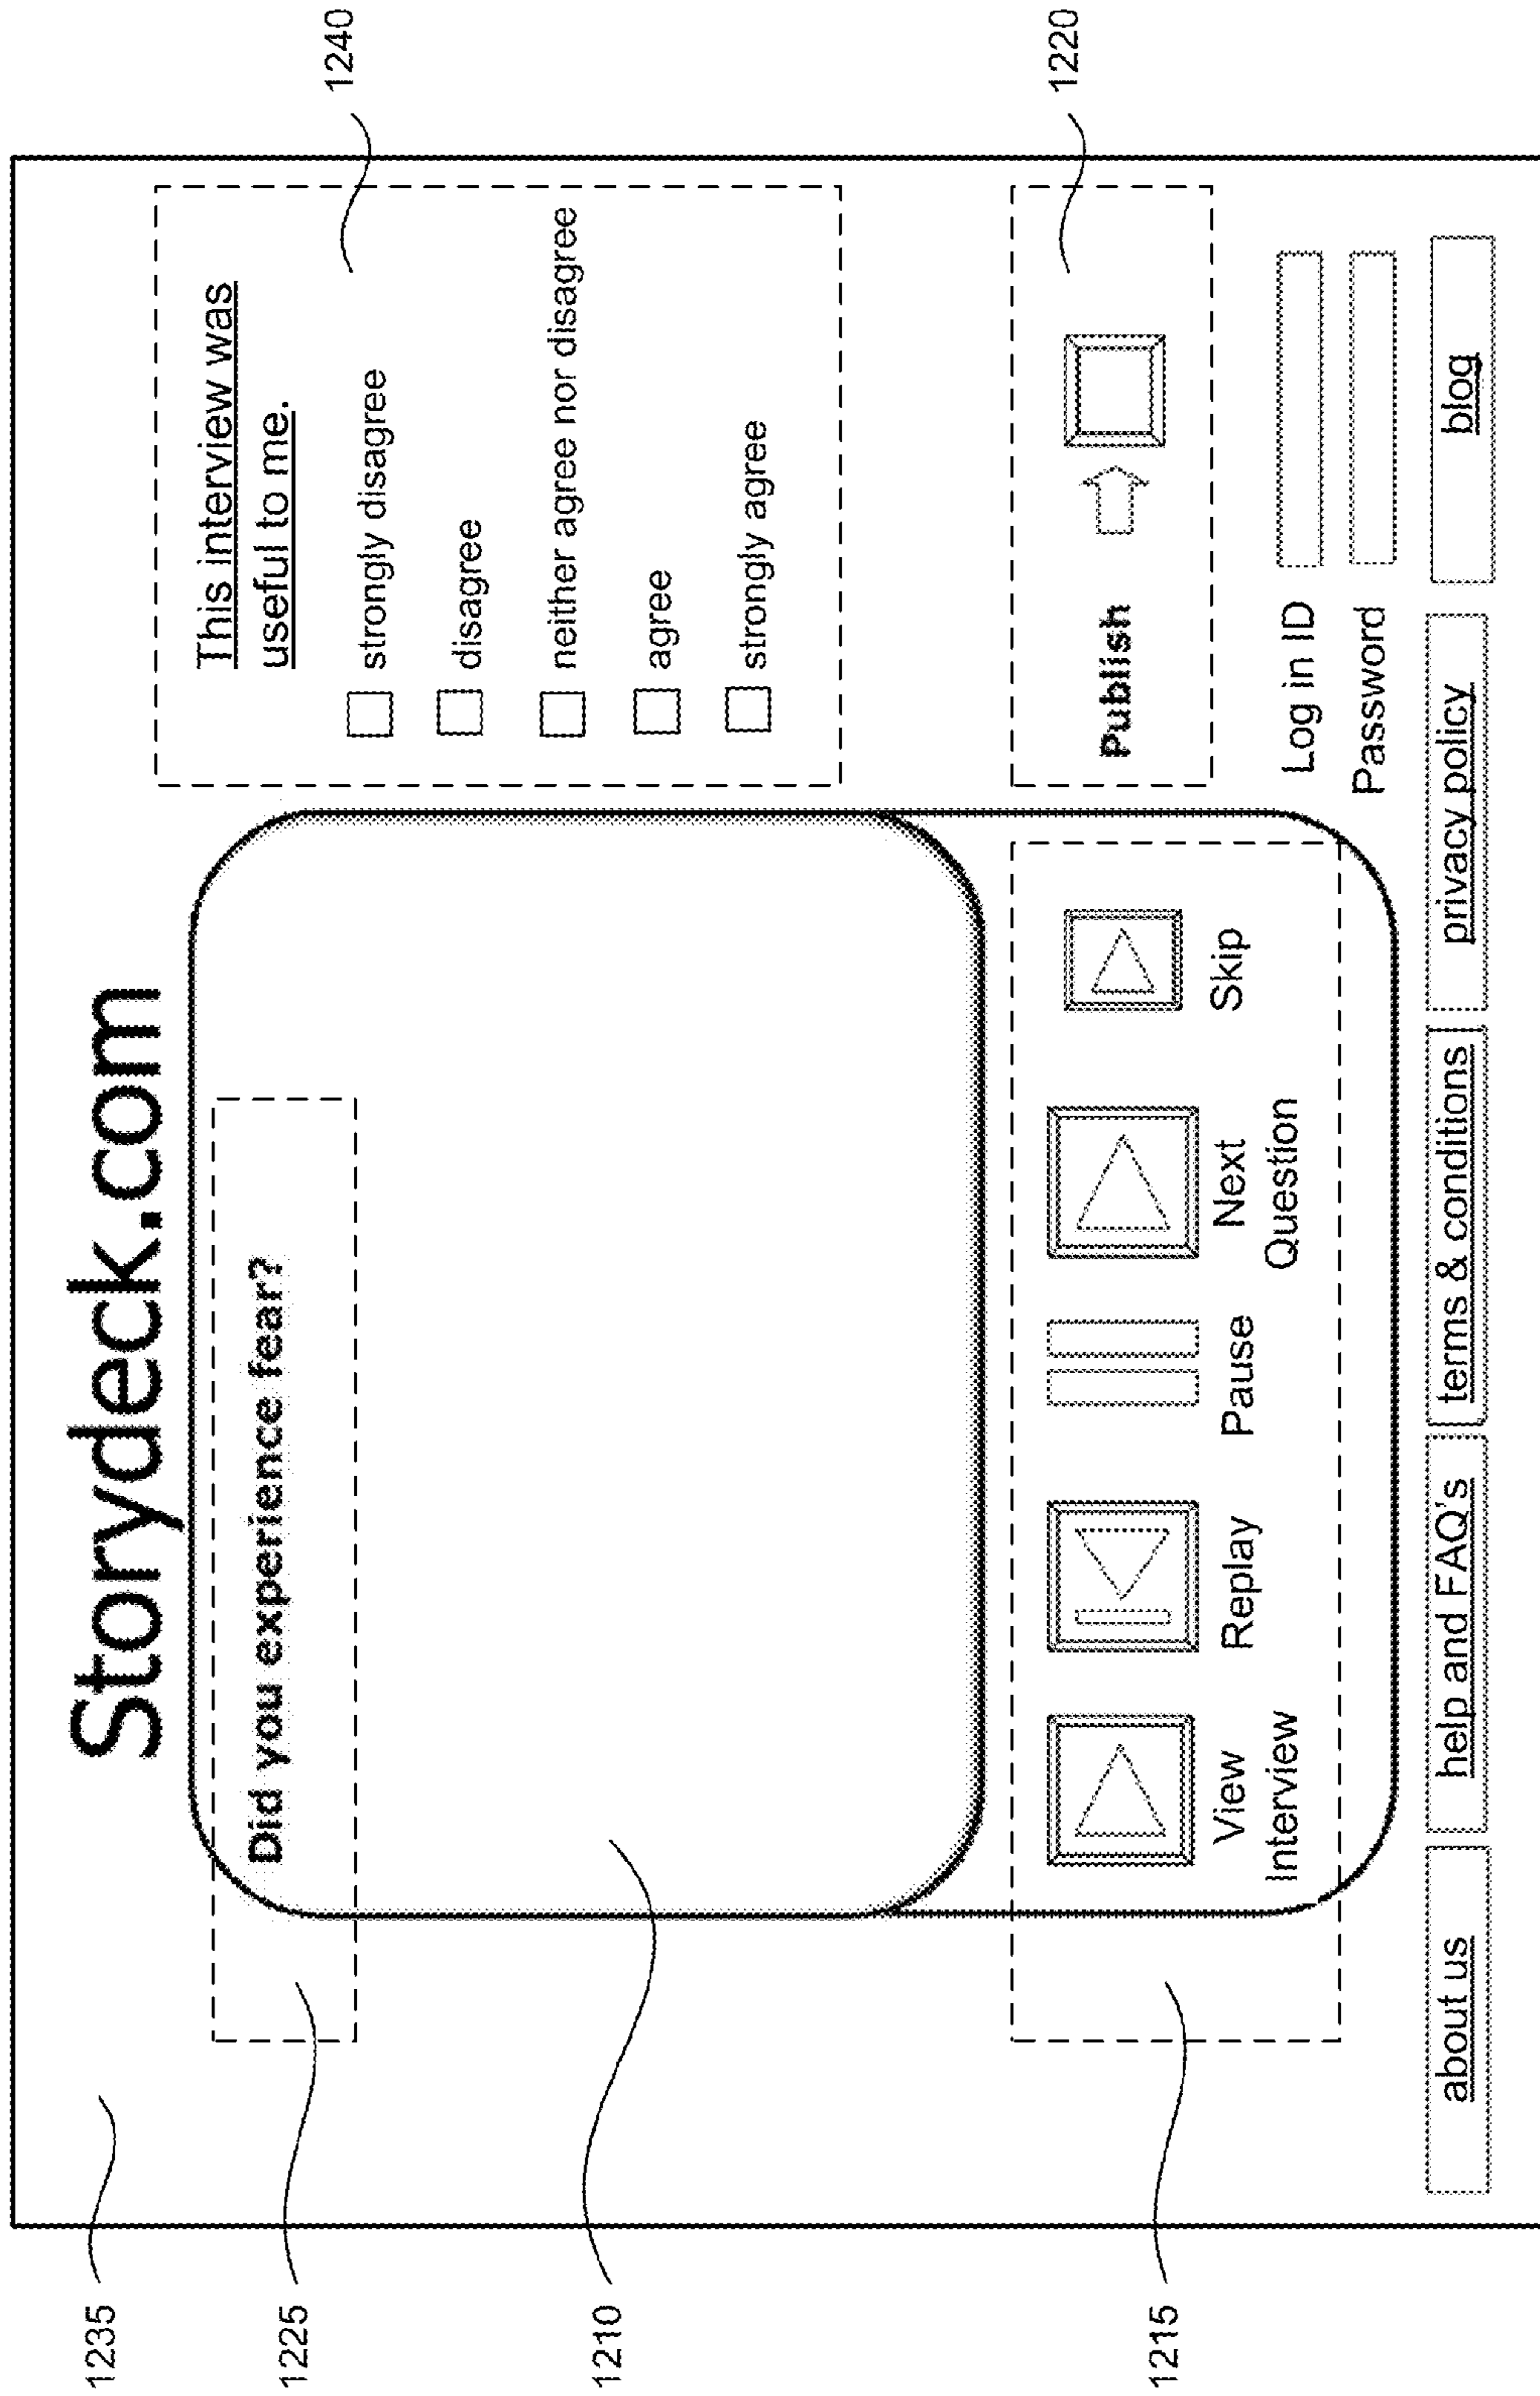 Storydeck.com
1235
1225
Did you experience fear?
1210
This interview was
useful to me.
strongly disagree
disagree
neither agree nor disagree
agree
strongly agree
1240
1215
View
Interview
Replay
Pause
Next
Question
Skip
Publish
1220
Log in ID
Password
about us
help and FAQ's
terms & conditions
privacy policy
blog